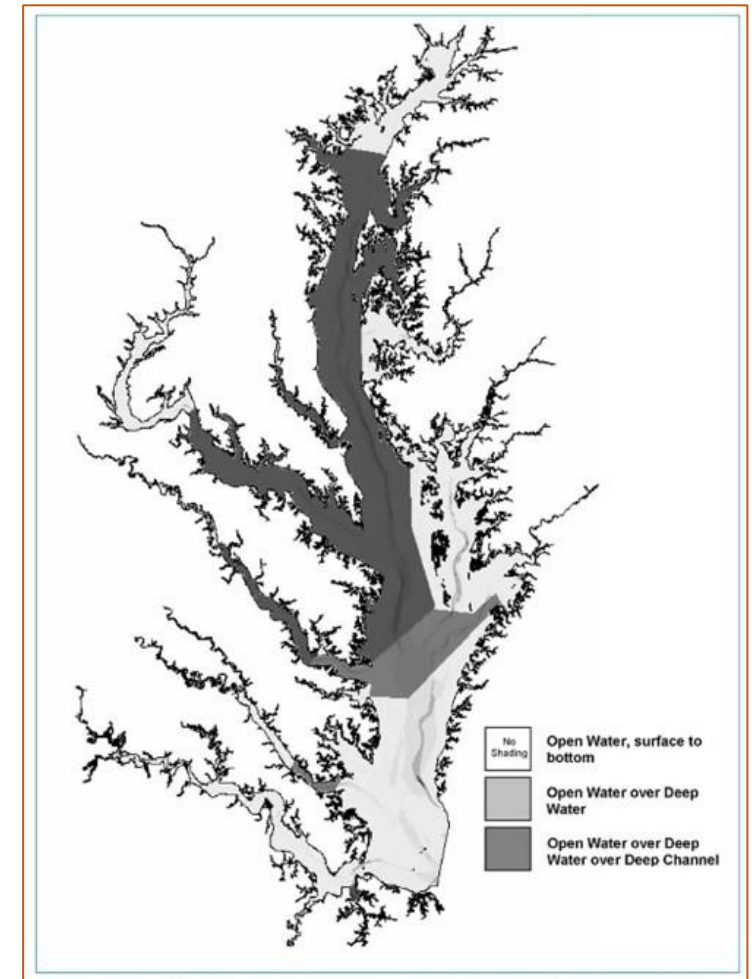 No
Shading
Open Water, surface to
bottom
Open Water over Deep
Water
Open Water over Deep
Water over Deep Channel